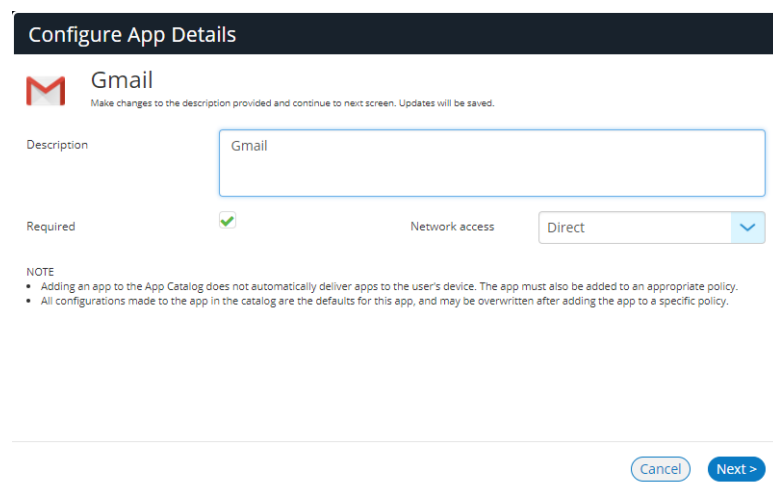 Configure App Details
Gmail
Make changes to the description provided and continue to next screen. Updates will be saved.
Description
Gmail
Required
Network access
Direct
NOTE
• Adding an app to the App Catalog does not automatically deliver apps to the user's device. The app must also be added to an appropriate policy.
• All configurations made to the app in the catalog are the defaults for this app, and may be overwritten after adding the app to a specific policy.
Cancel
Next >